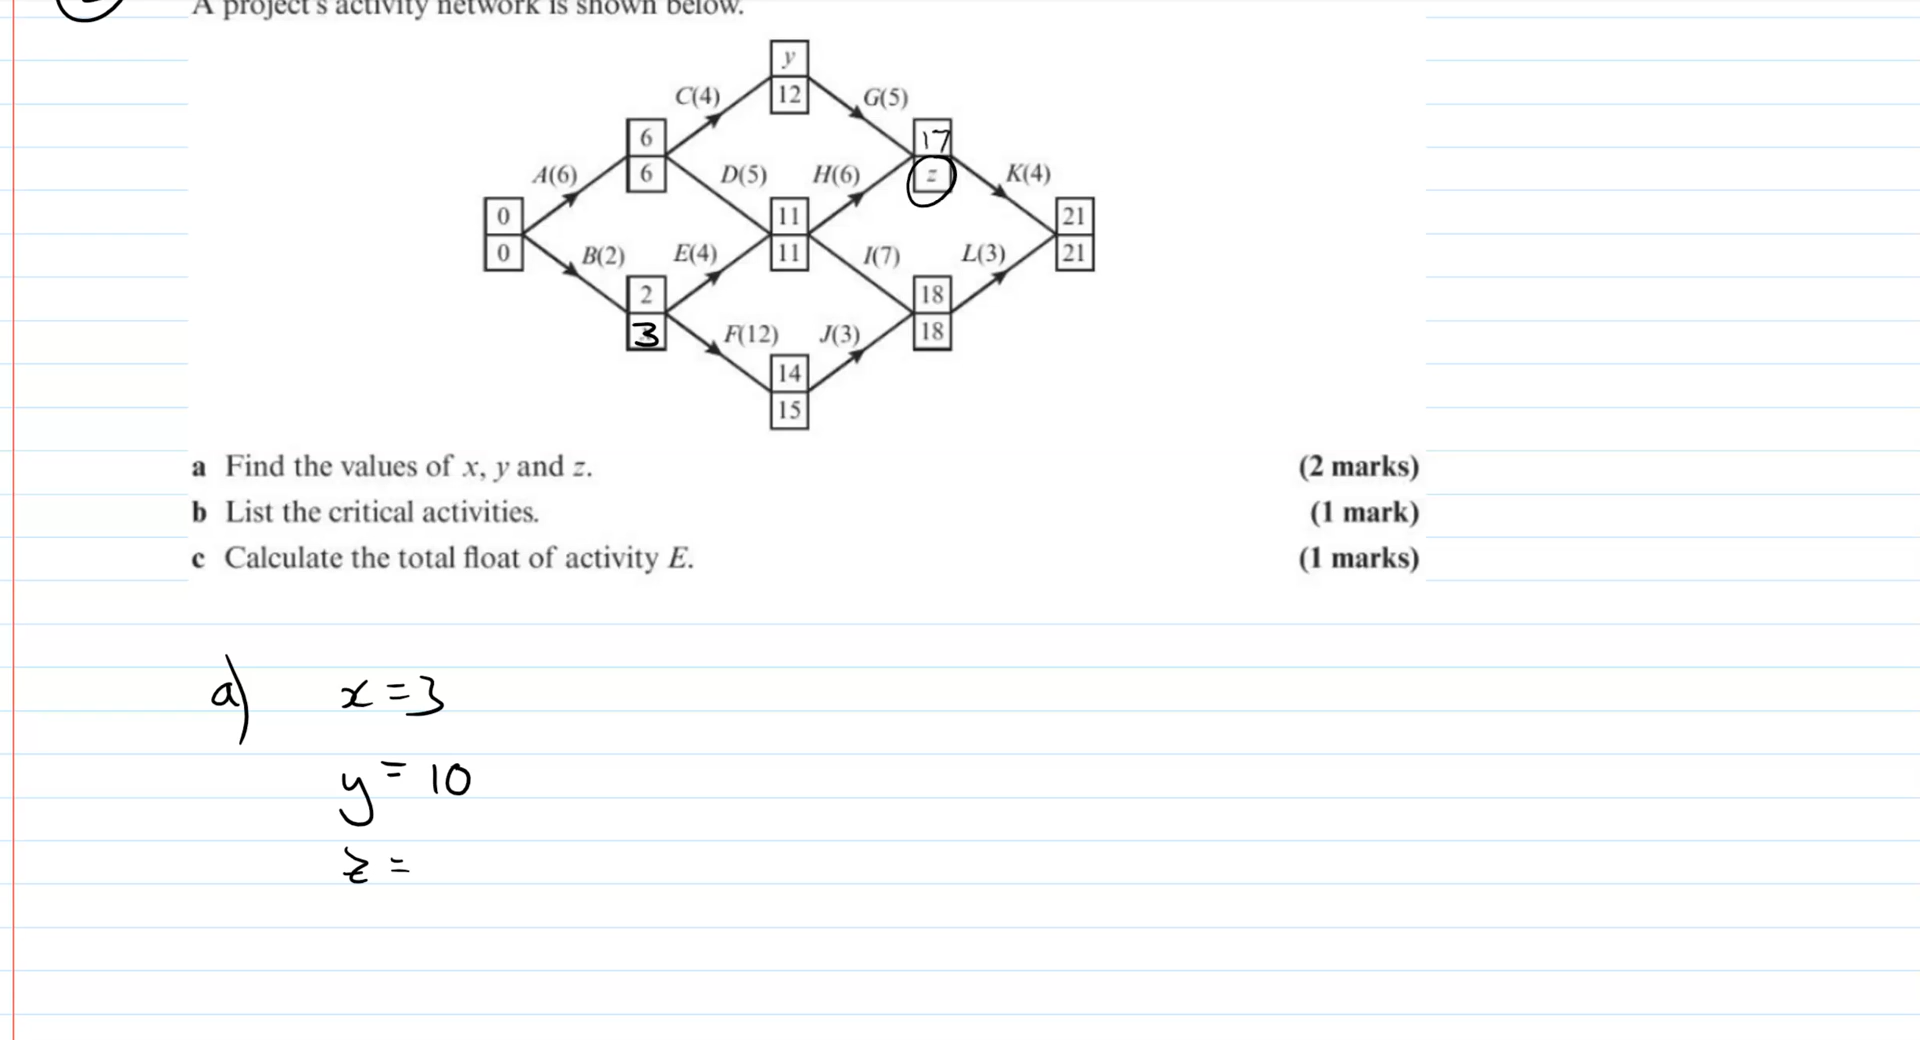 A project's activity network is shown below.
y
12
C(4)
G(5)
6
6
17
z
A(6)
D(5)
H(6)
K(4)
0
0
11
11
21
21
B(2)
E(4)
I(7)
L(3)
2
3
18
18
F(12)
J(3)
14
15
a Find the values of x, y and z. (2 marks)
b List the critical activities. (1 mark)
c Calculate the total float of activity E. (1 marks)
a) x = 3
y = 10
z =